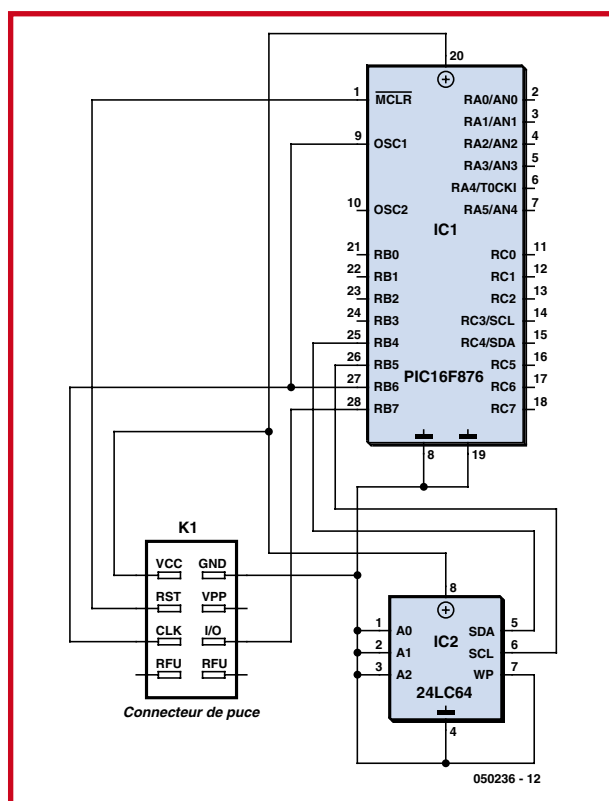 20
1 MCLR RA0/AN0 2
RA1/AN1 3
9 OSC1 RA2/AN2 4
RA3/AN3 5
RA4/T0CKI 6
10 OSC2 RA5/AN4 7
IC1
21 RB0 RC0 11
22 RB1 RC1 12
23 RB2 RC2 13
24 RB3 RC3/SCL 14
25 RB4 RC4/SDA 15
26 RB5 RC5 16
PIC16F876
27 RB6 RC6 17
28 RB7 RC7 18
8 19
K1
VCC GND
RST VPP
CLK I/O
RFU RFU
Connecteur de puce
8
1 A0 SDA 5
IC2
2 A1 SCL 6
3 A2 WP 7
24LC64
4
050236 - 12